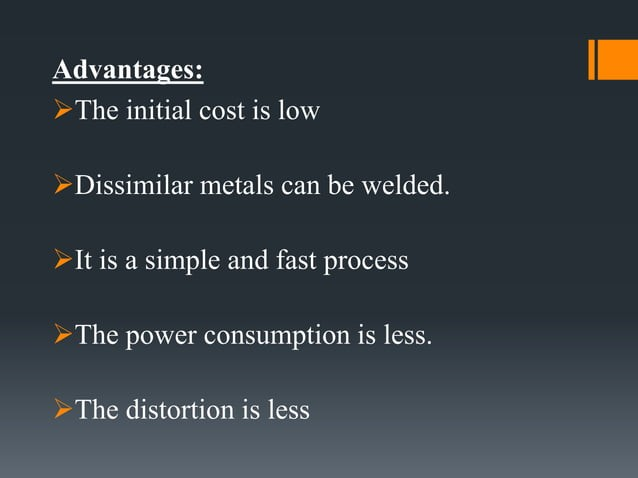 Advantages:
➢The initial cost is low
➢Dissimilar metals can be welded.
➢It is a simple and fast process
➢The power consumption is less.
➢The distortion is less